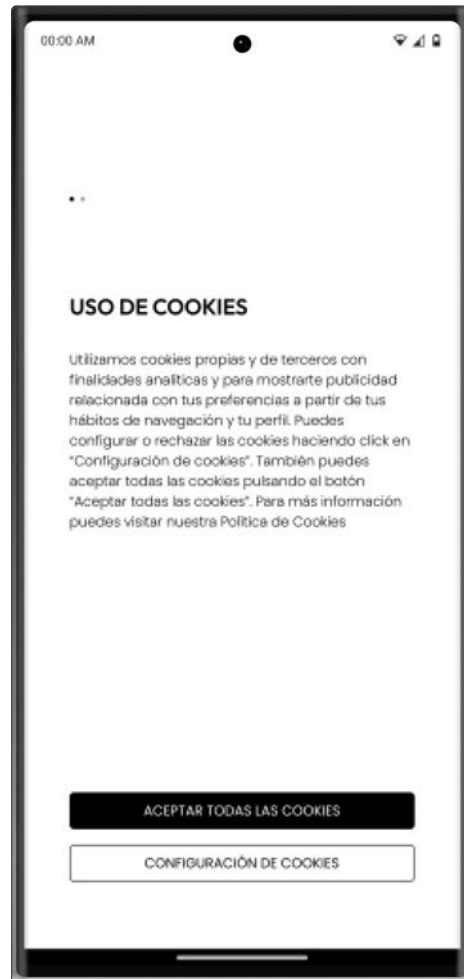 00:00 AM
USO DE COOKIES
Utilizamos cookies propias y de terceros con
finalidades analíticas y para mostrarte publicidad
relacionada con tus preferencias a partir de tus
hábitos de navegación y tu perfil. Puedes
configurar o rechazar las cookies haciendo click en
"Configuración de cookies". También puedes
aceptar todas las cookies pulsando el botón
"Aceptar todas las cookies". Para más información
puedes visitar nuestra Política de Cookies
ACEPTAR TODAS LAS COOKIES
CONFIGURACIÓN DE COOKIES